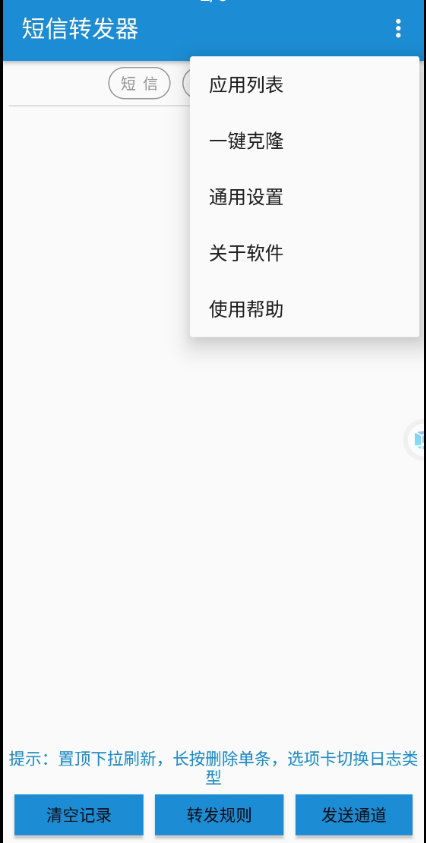 短信转发器
短 信
应用列表
一键克隆
通用设置
关于软件
使用帮助
提示：置顶下拉刷新，长按删除单条，选项卡切换日志类
型
清空记录
转发规则
发送通道